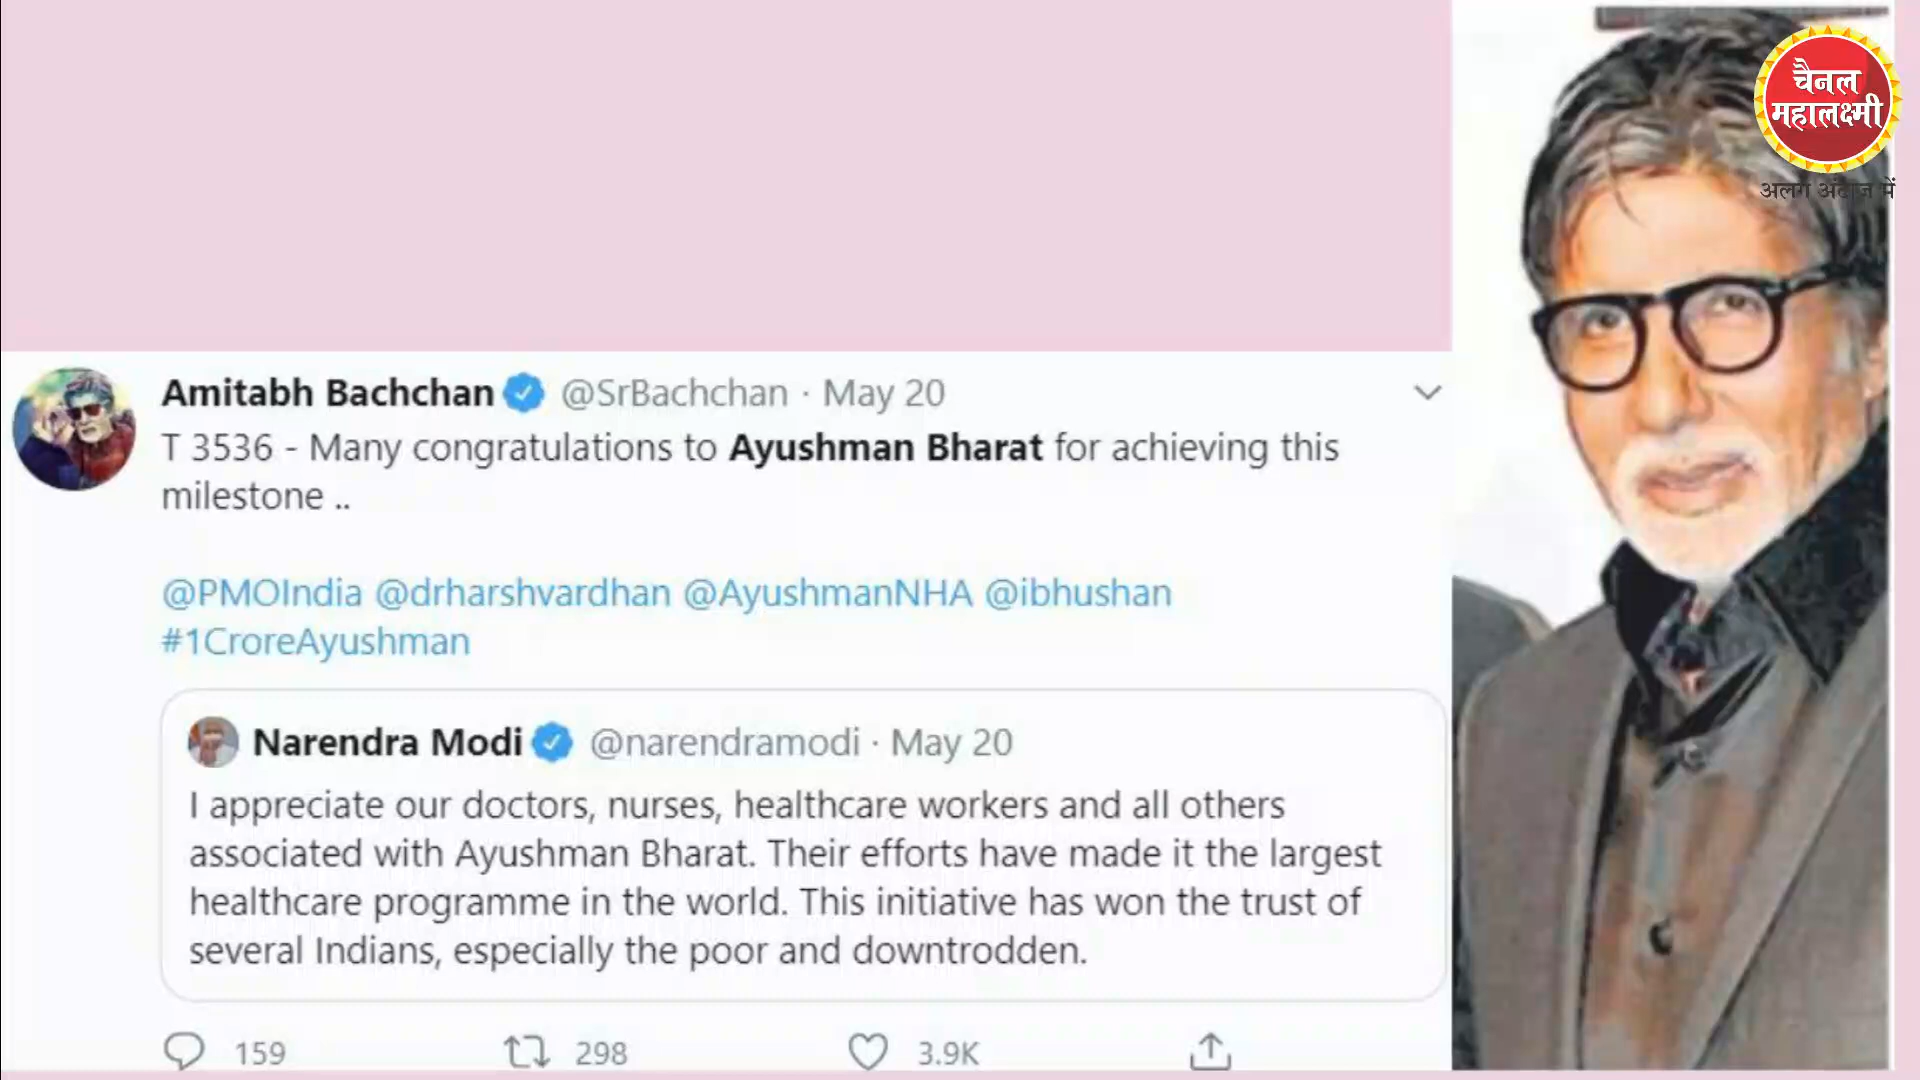 चैनल
महालक्ष्मी
अलग अंदाज में
Amitabh Bachchan @SrBachchan · May 20
T 3536 - Many congratulations to Ayushman Bharat for achieving this
milestone ..
@PMOIndia @drharshvardhan @AyushmanNHA @ibhushan
#1CroreAyushman
Narendra Modi @narendramodi · May 20
I appreciate our doctors, nurses, healthcare workers and all others
associated with Ayushman Bharat. Their efforts have made it the largest
healthcare programme in the world. This initiative has won the trust of
several Indians, especially the poor and downtrodden.
159 298 3.9K